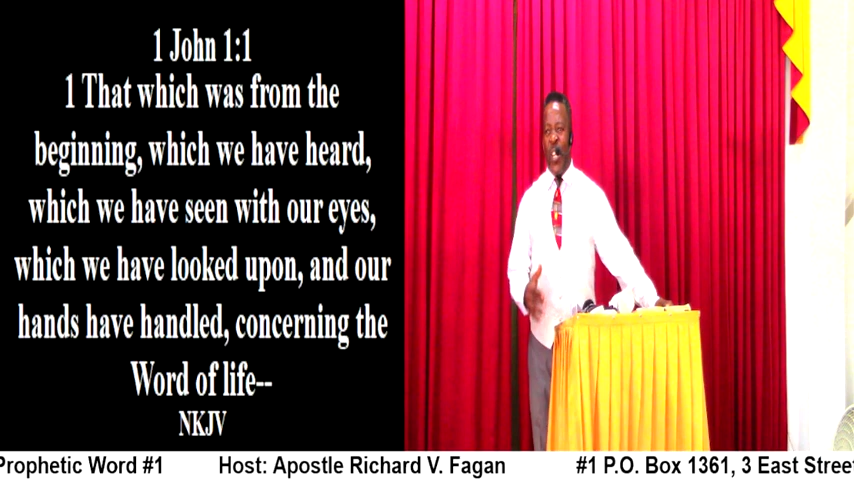 1 John 1:1
1 That which was from the
beginning, which we have heard,
which we have seen with our eyes,
which we have looked upon, and our
hands have handled, concerning the
Word of life--
NKJV
Prophetic Word #1 Host: Apostle Richard V. Fagan #1 P.O. Box 1361, 3 East Stree